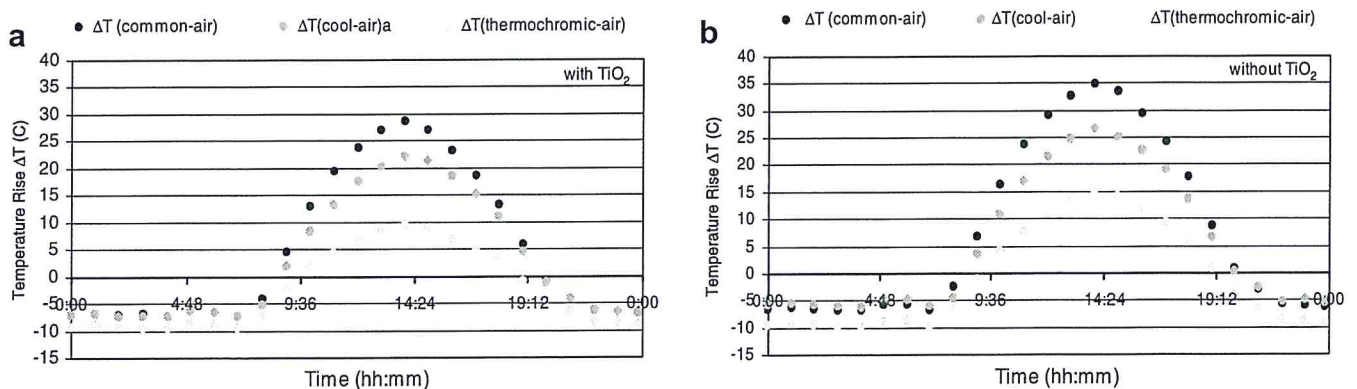 a
ΔT (common-air) ΔT(cool-air)a ΔT(thermochromic-air)
with TiO2
Temperature Rise ΔT (C)
40
35
30
25
20
15
10
5
0
-5
-10
-15
0:00 4:48 9:36 14:24 19:12 0:00
Time (hh:mm)
b
ΔT (common-air) ΔT(cool-air) ΔT(thermochromic-air)
without TiO2
Temperature Rise ΔT (C)
40
35
30
25
20
15
10
5
0
-5
-10
-15
0:00 4:48 9:36 14:24 19:12 0:00
Time (hh:mm)